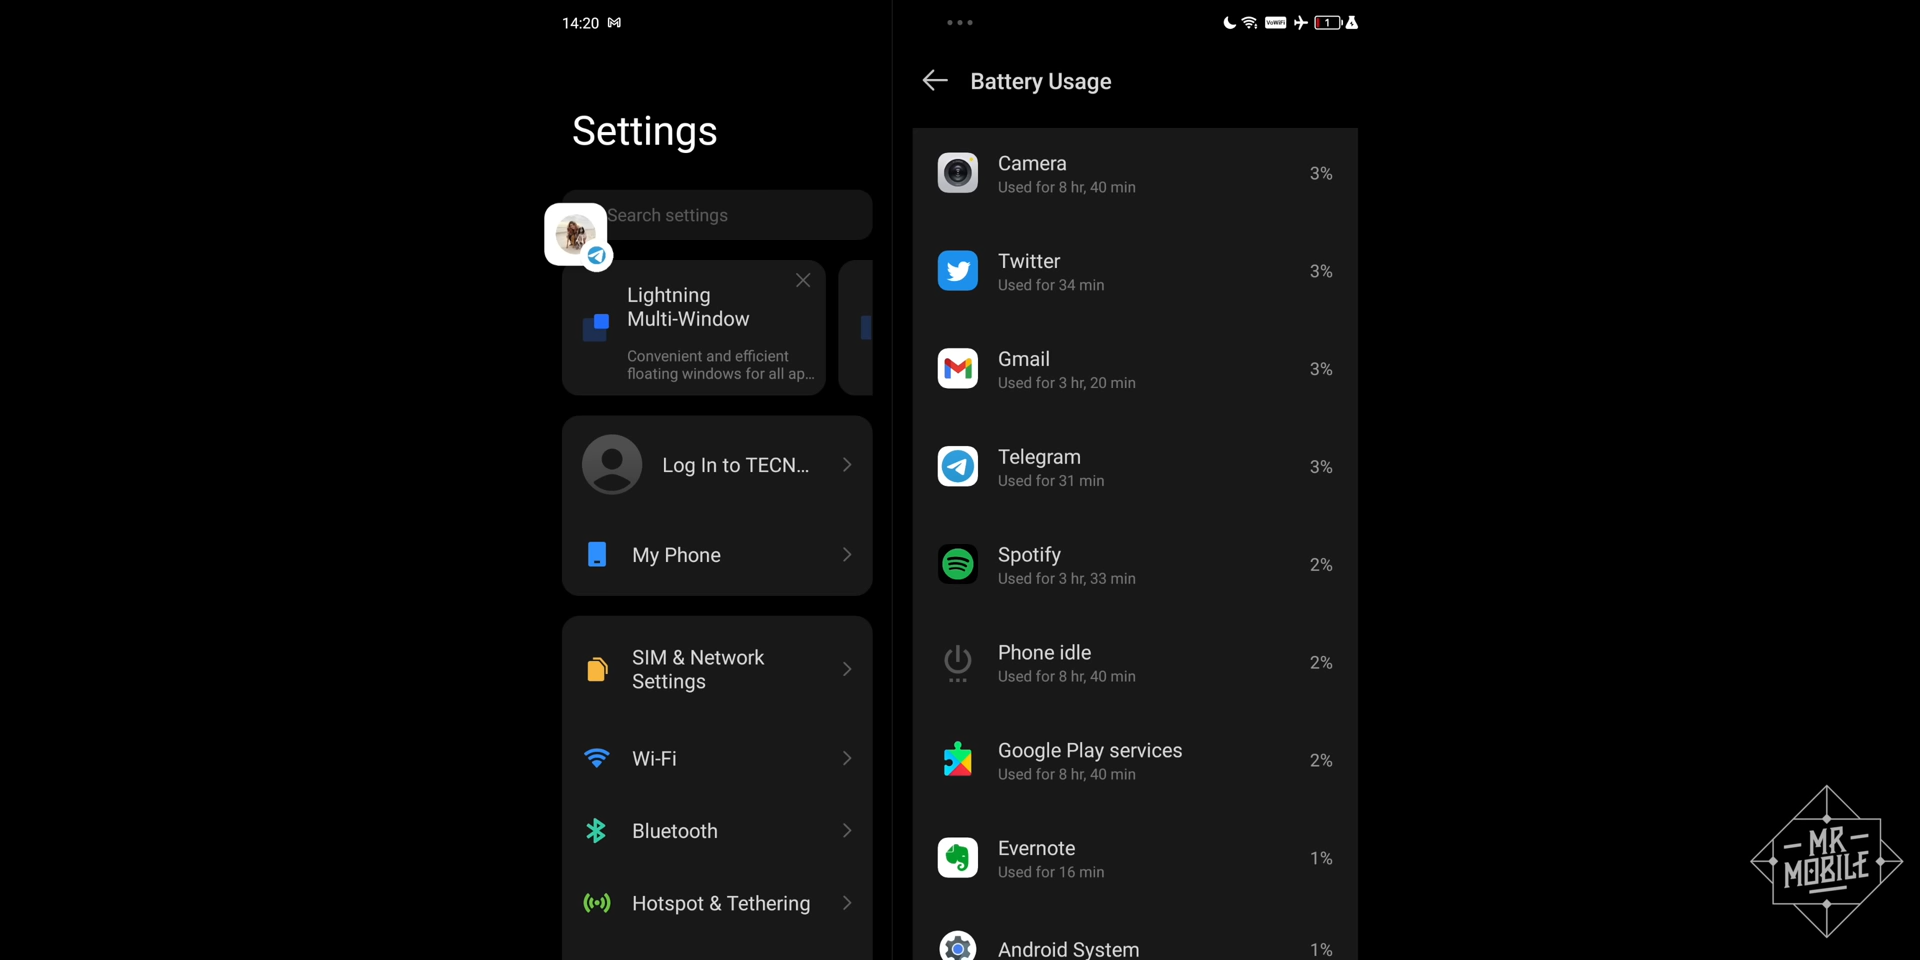 14:20
VoWiFi
1
Settings
Search settings
Lightning
Multi-Window
Convenient and efficient
floating windows for all ap...
Log In to TECN...
My Phone
SIM & Network
Settings
Wi-Fi
Bluetooth
Hotspot & Tethering
Battery Usage
Camera
Used for 8 hr, 40 min
3%
Twitter
Used for 34 min
3%
Gmail
Used for 3 hr, 20 min
3%
Telegram
Used for 31 min
3%
Spotify
Used for 3 hr, 33 min
2%
Phone idle
Used for 8 hr, 40 min
2%
Google Play services
Used for 8 hr, 40 min
2%
Evernote
Used for 16 min
1%
Android System
1%
MR
MOBILE